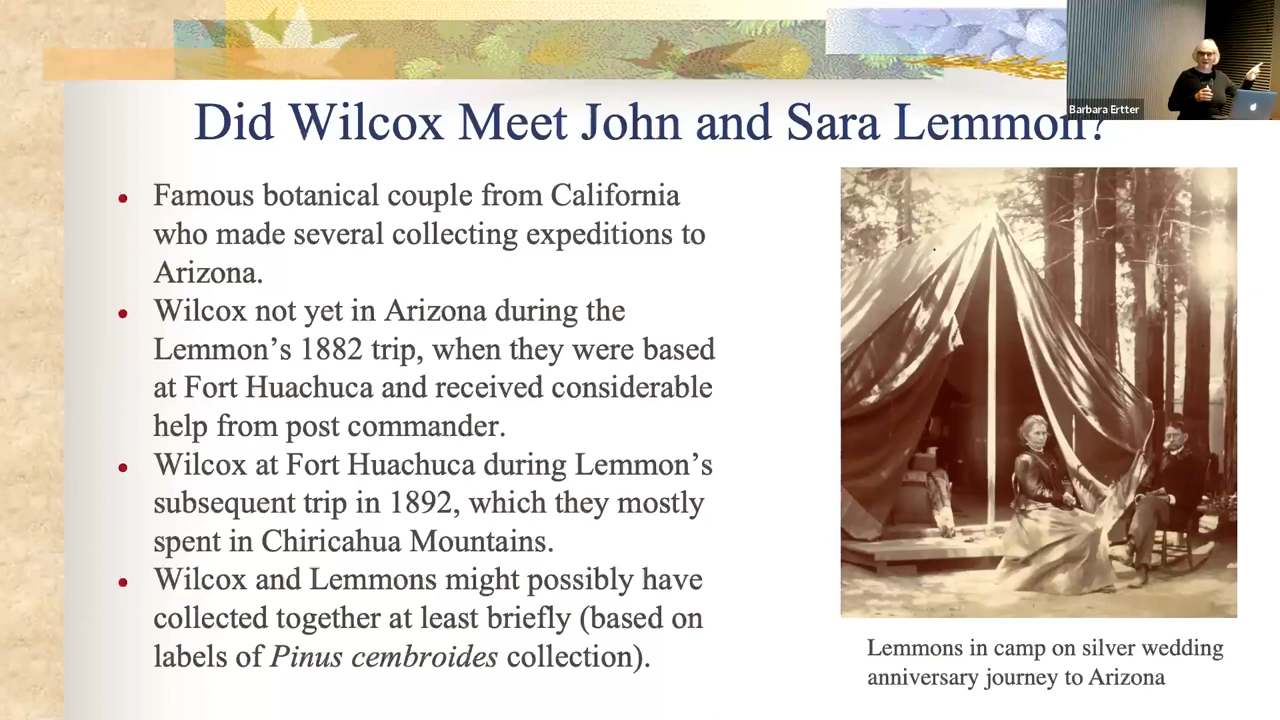 Barbara Ertter
Did Wilcox Meet John and Sara Lemmon?
• Famous botanical couple from California
who made several collecting expeditions to
Arizona.
• Wilcox not yet in Arizona during the
Lemmon’s 1882 trip, when they were based
at Fort Huachuca and received considerable
help from post commander.
• Wilcox at Fort Huachuca during Lemmon’s
subsequent trip in 1892, which they mostly
spent in Chiricahua Mountains.
• Wilcox and Lemmons might possibly have
collected together at least briefly (based on
labels of Pinus cembroides collection).
Lemmons in camp on silver wedding
anniversary journey to Arizona